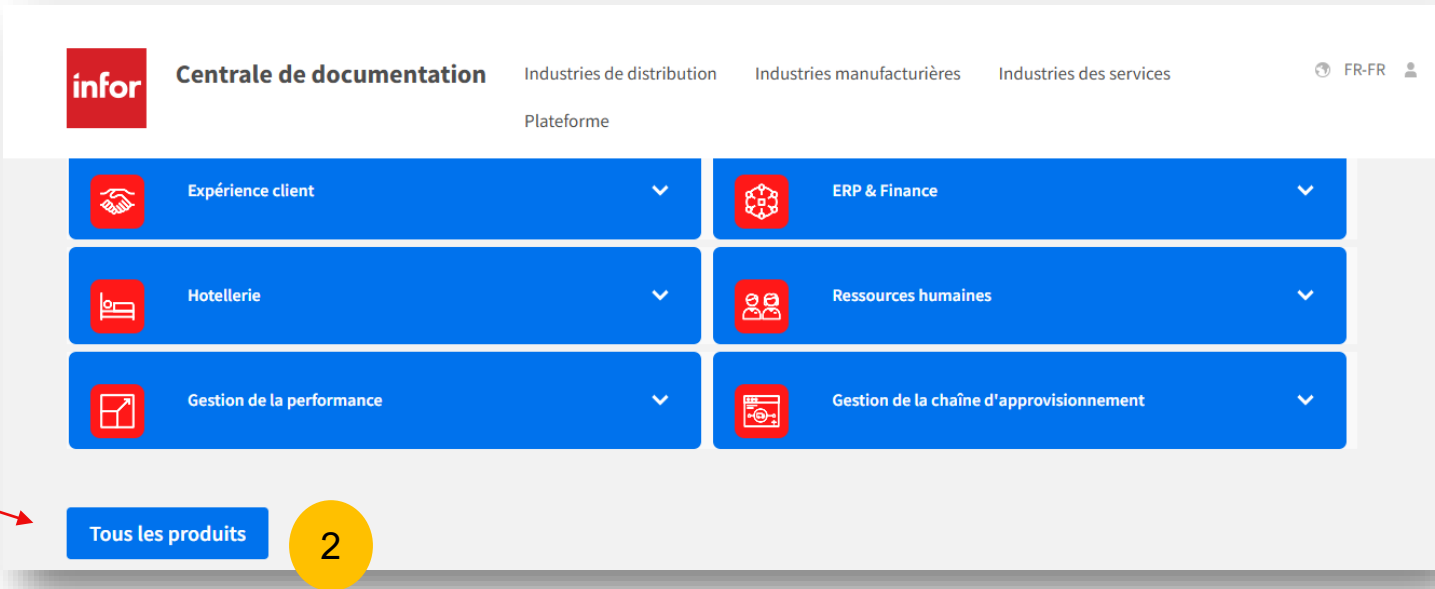 infor
Centrale de documentation
Industries de distribution
Industries manufacturières
Industries des services
FR-FR
Plateforme
Expérience client
ERP & Finance
Hotellerie
Ressources humaines
Gestion de la performance
Gestion de la chaîne d'approvisionnement
Tous les produits
2